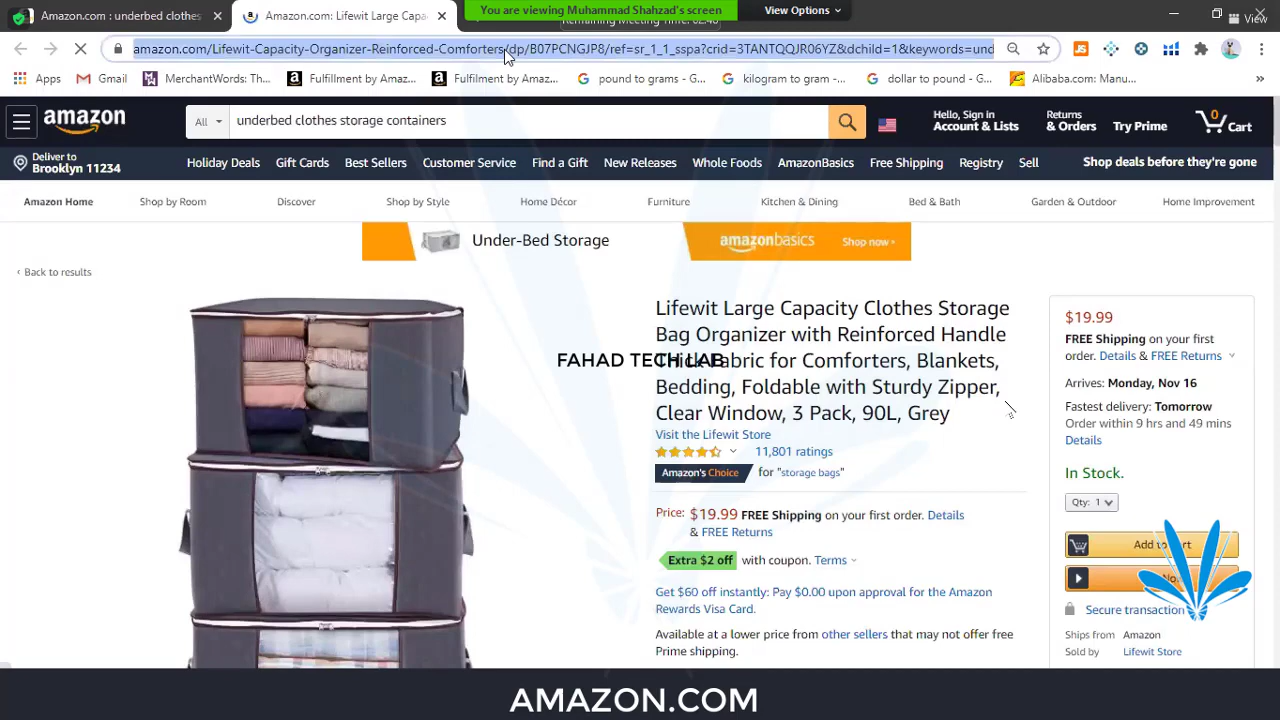 You are viewing Muhammad Shahzad's screen
View Options
View
Amazon.com : underbed clothes
Amazon.com: Lifewit Large Capa
amazon.com/Lifewit-Capacity-Organizer-Reinforced-Comforters/dp/B07PCNGJP8/ref=sr_1_1_sspa?crid=3TANTQQJR06YZ&dchild=1&keywords=und
Apps
Gmail
MerchantWords: Th...
Fulfillment by Amaz...
Fulfilment by Amaz...
pound to grams - G...
kilogram to gram -...
dollar to pound - G...
Alibaba.com: Manu...
amazon
All
underbed clothes storage containers
Hello, Sign in
Account & Lists
Returns
& Orders
Try Prime
0
Cart
Deliver to
Brooklyn 11234
Holiday Deals
Gift Cards
Best Sellers
Customer Service
Find a Gift
New Releases
Whole Foods
AmazonBasics
Free Shipping
Registry
Sell
Shop deals before they're gone
Amazon Home
Shop by Room
Discover
Shop by Style
Home Décor
Furniture
Kitchen & Dining
Bed & Bath
Garden & Outdoor
Home Improvement
Under-Bed Storage
amazonbasics
Shop now ›
‹ Back to results
Lifewit Large Capacity Clothes Storage
Bag Organizer with Reinforced Handle
Fabric for Comforters, Blankets,
Bedding, Foldable with Sturdy Zipper,
Clear Window, 3 Pack, 90L, Grey
FAHAD TECH LAB
Visit the Lifewit Store
11,801 ratings
Amazon's Choice
for "storage bags"
Price: $19.99 FREE Shipping on your first order. Details
& FREE Returns
Extra $2 off with coupon. Terms
Get $60 off instantly: Pay $0.00 upon approval for the Amazon
Rewards Visa Card.
Available at a lower price from other sellers that may not offer free
Prime shipping.
$19.99
FREE Shipping on your first
order. Details & FREE Returns
Arrives: Monday, Nov 16
Fastest delivery: Tomorrow
Order within 9 hrs and 49 mins
Details
In Stock.
Qty: 1
Add to Cart
Secure transaction
Ships from Amazon
Sold by Lifewit Store
AMAZON.COM